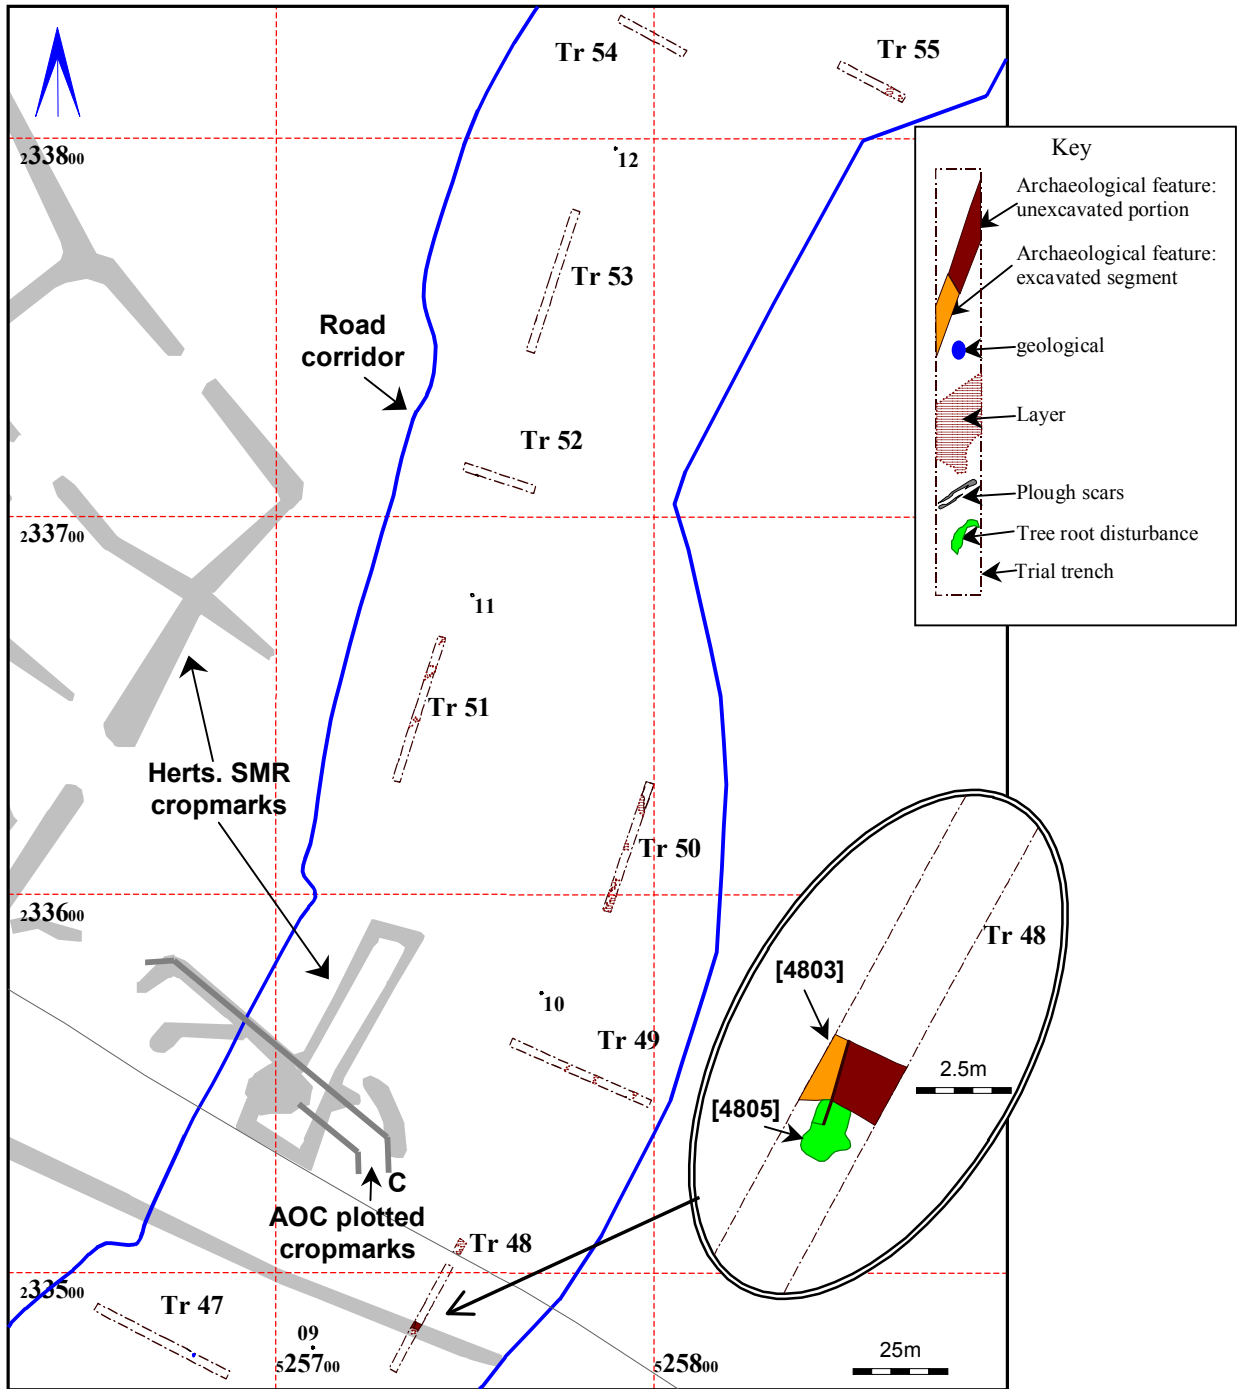 Tr 54
Tr 55
Key
Archaeological feature:
unexcavated portion
Archaeological feature:
excavated segment
geological
Layer
Plough scars
Tree root disturbance
Trial trench
233800
12
Tr 53
Road
corridor
Tr 52
233700
11
Tr 51
Herts. SMR
cropmarks
Tr 50
233600
Tr 48
[4803]
10
Tr 49
2.5m
[4805]
C
AOC plotted
cropmarks
Tr 48
233500
Tr 47
09
525700
525800
25m